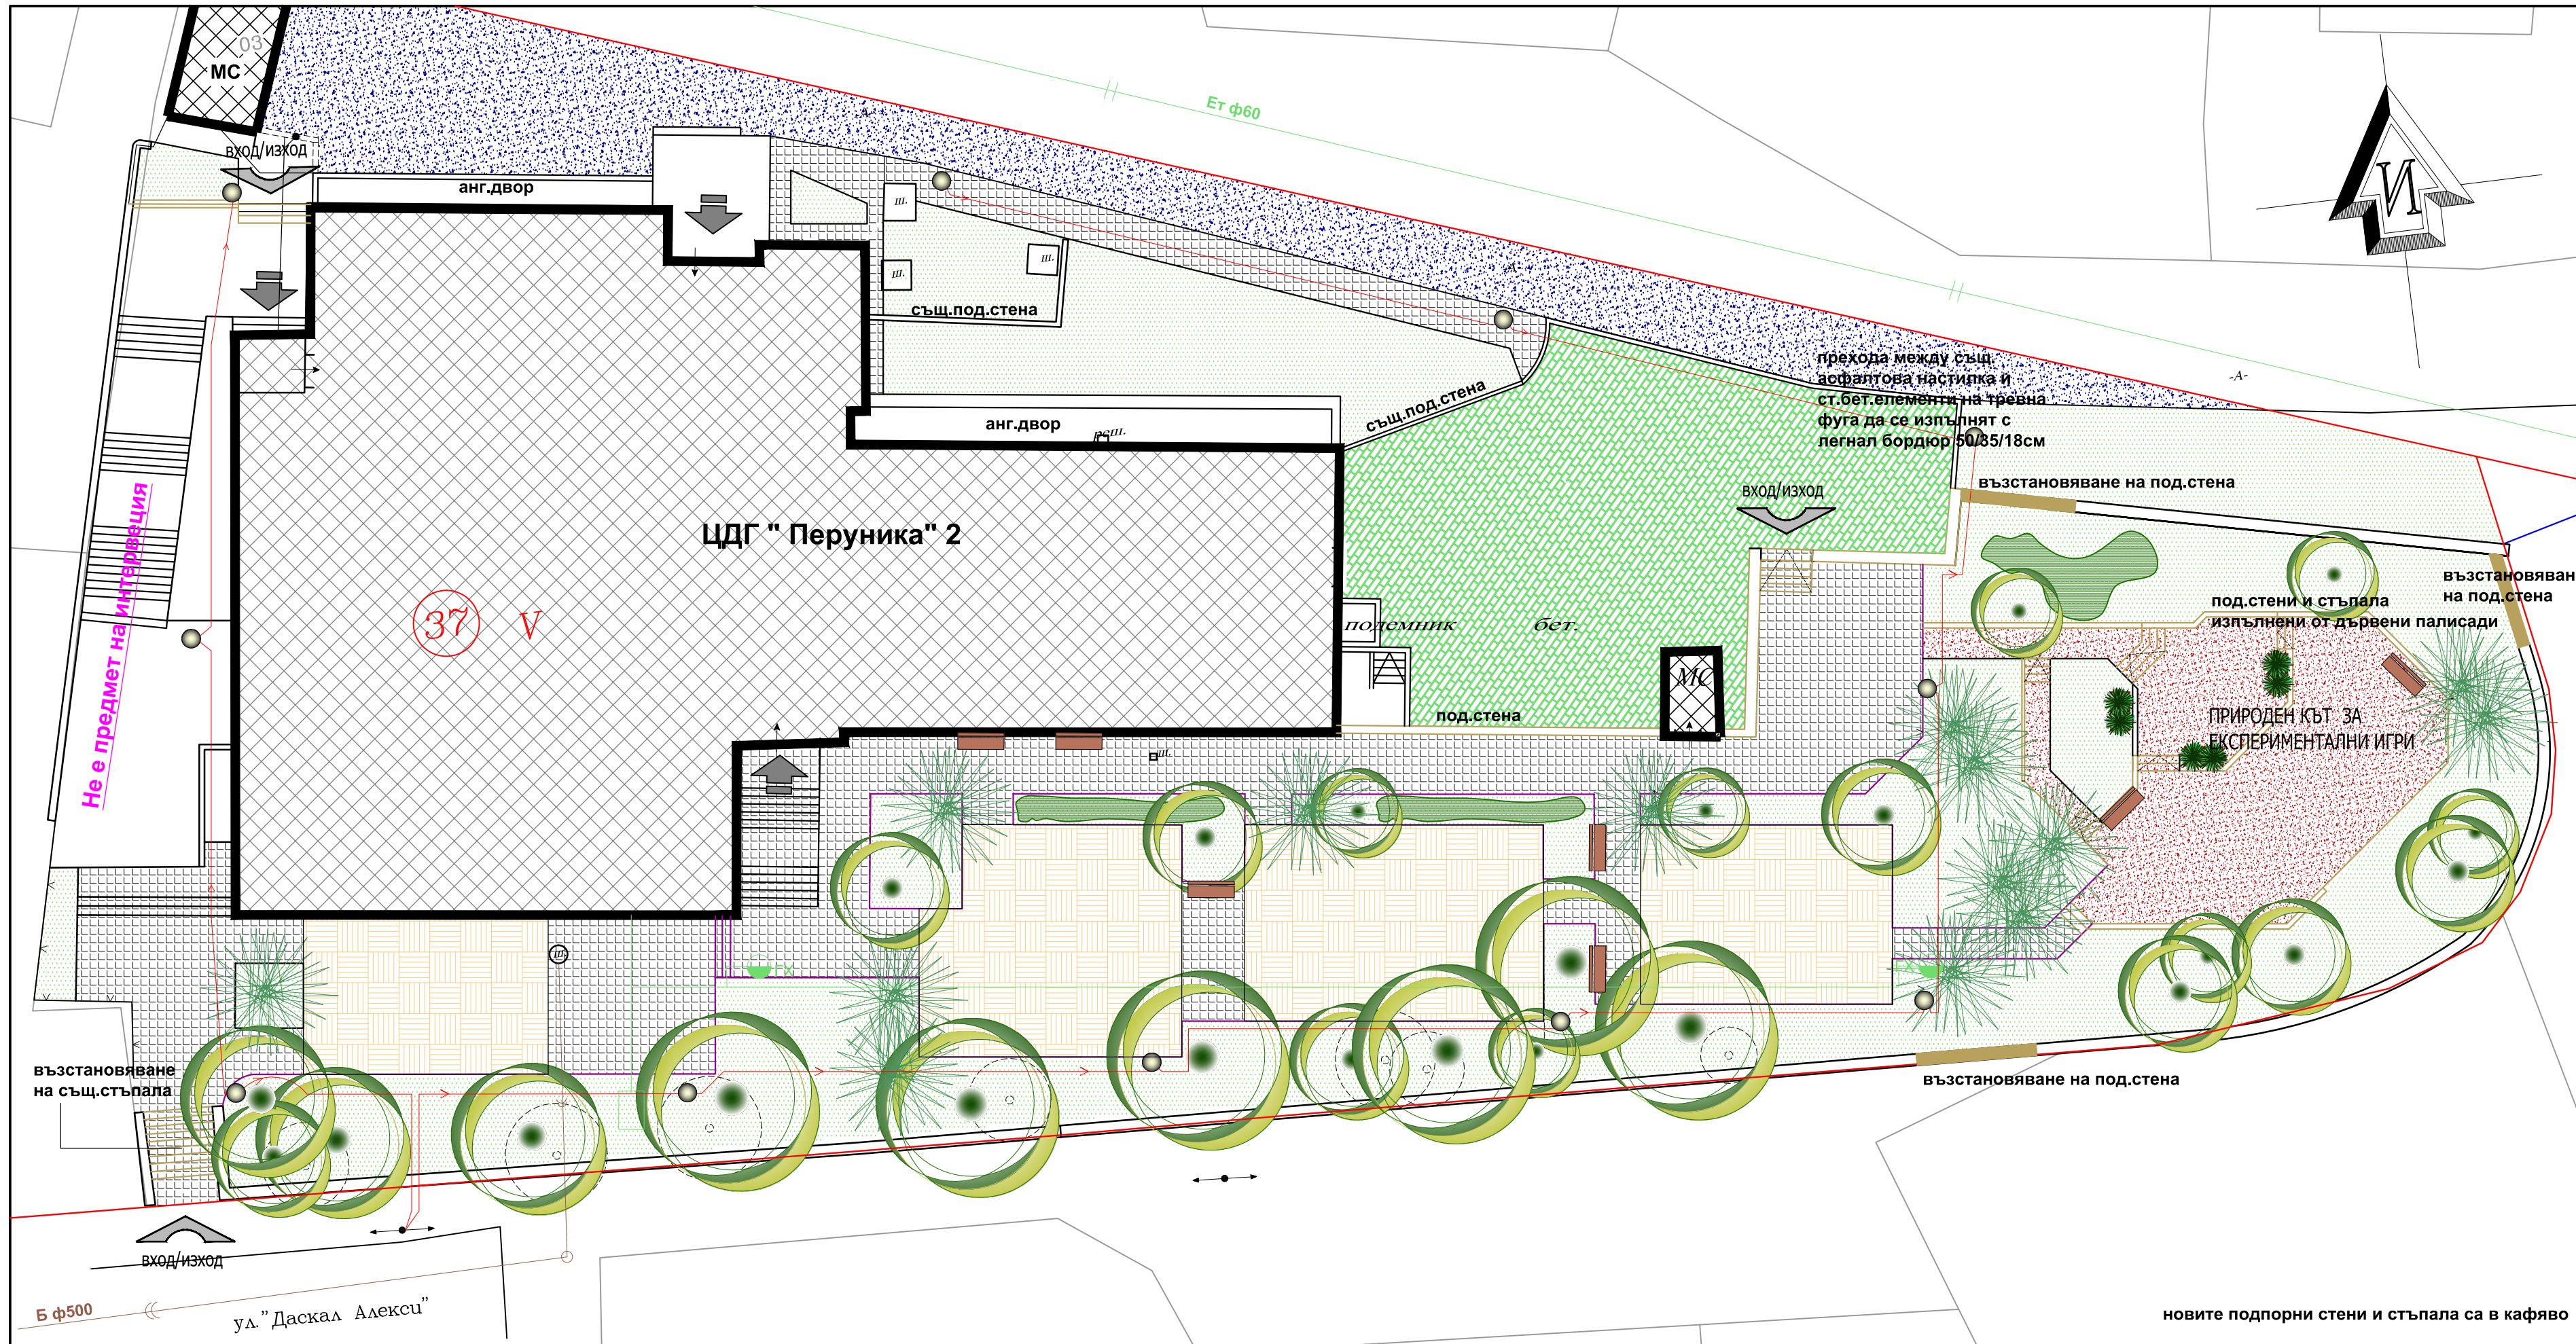 03
МС
вход/изход
анг.двор
Ет ф60
И
ш.
ш.
ш.
същ.под.стена
-А-
-А-
-А-
прехода между същ.
асфалтова настилка и
ст.бет.елементи на тревна
фуга да се изпълнят с
легнал бордюр 50/35/18см
същ.под.стена
анг.двор
реш.
възстановяване на под.стена
вход/изход
ЦДГ " Перуника" 2
Не е предмет на интервеция
37
V
възстановяван
на под.стена
под.стени и стъпала
изпълнени от дървени палисади
подемник
бет.
МС
под.стена
ПРИРОДЕН КЪТ ЗА
ЕКСПЕРИМЕНТАЛНИ ИГРИ
ш.
ш.
възстановяване
на същ.стъпала
възстановяване на под.стена
вход/изход
Б ф500
ул."Даскал Алекси"
новите подпорни стени и стъпала са в кафяво